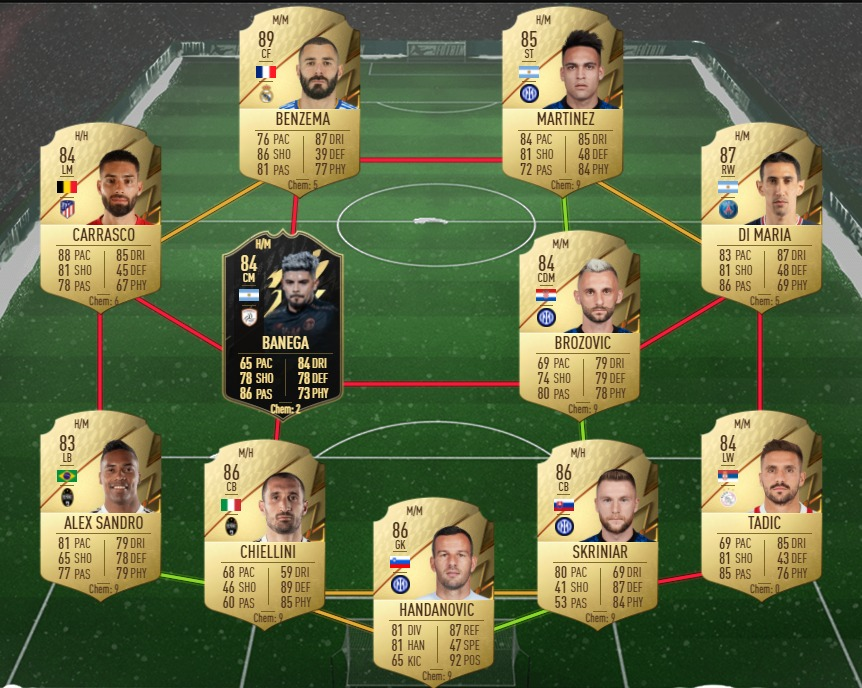 M/M
89
CF
BENZEMA
76 PAC 87 DRI
86 SHO 39 DEF
81 PAS 77 PHY
Chem: 5
H/M
85
ST
MARTINEZ
84 PAC 85 DRI
81 SHO 48 DEF
72 PAS 84 PHY
Chem: 9
H/H
84
LM
CARRASCO
88 PAC 85 DRI
81 SHO 45 DEF
78 PAS 67 PHY
Chem: 6
H/M
84
CM
BANEGA
65 PAC 84 DRI
78 SHO 78 DEF
86 PAS 73 PHY
Chem: 2
M/M
84
CDM
BROZOVIC
69 PAC 79 DRI
74 SHO 79 DEF
80 PAS 78 PHY
Chem: 9
H/M
87
RW
DI MARIA
83 PAC 87 DRI
81 SHO 48 DEF
86 PAS 69 PHY
Chem: 5
H/M
83
LB
ALEX SANDRO
81 PAC 79 DRI
65 SHO 78 DEF
77 PAS 79 PHY
Chem: 9
M/H
86
CB
CHIELLINI
68 PAC 59 DRI
46 SHO 89 DEF
60 PAS 85 PHY
Chem: 9
M/M
86
GK
HANDANOVIC
81 DIV 87 REF
81 HAN 47 SPE
65 KIC 92 POS
Chem: 9
M/H
86
CB
SKRINIAR
80 PAC 69 DRI
41 SHO 87 DEF
53 PAS 84 PHY
Chem: 9
M/M
84
LW
TADIC
69 PAC 85 DRI
81 SHO 43 DEF
85 PAS 76 PHY
Chem: 0